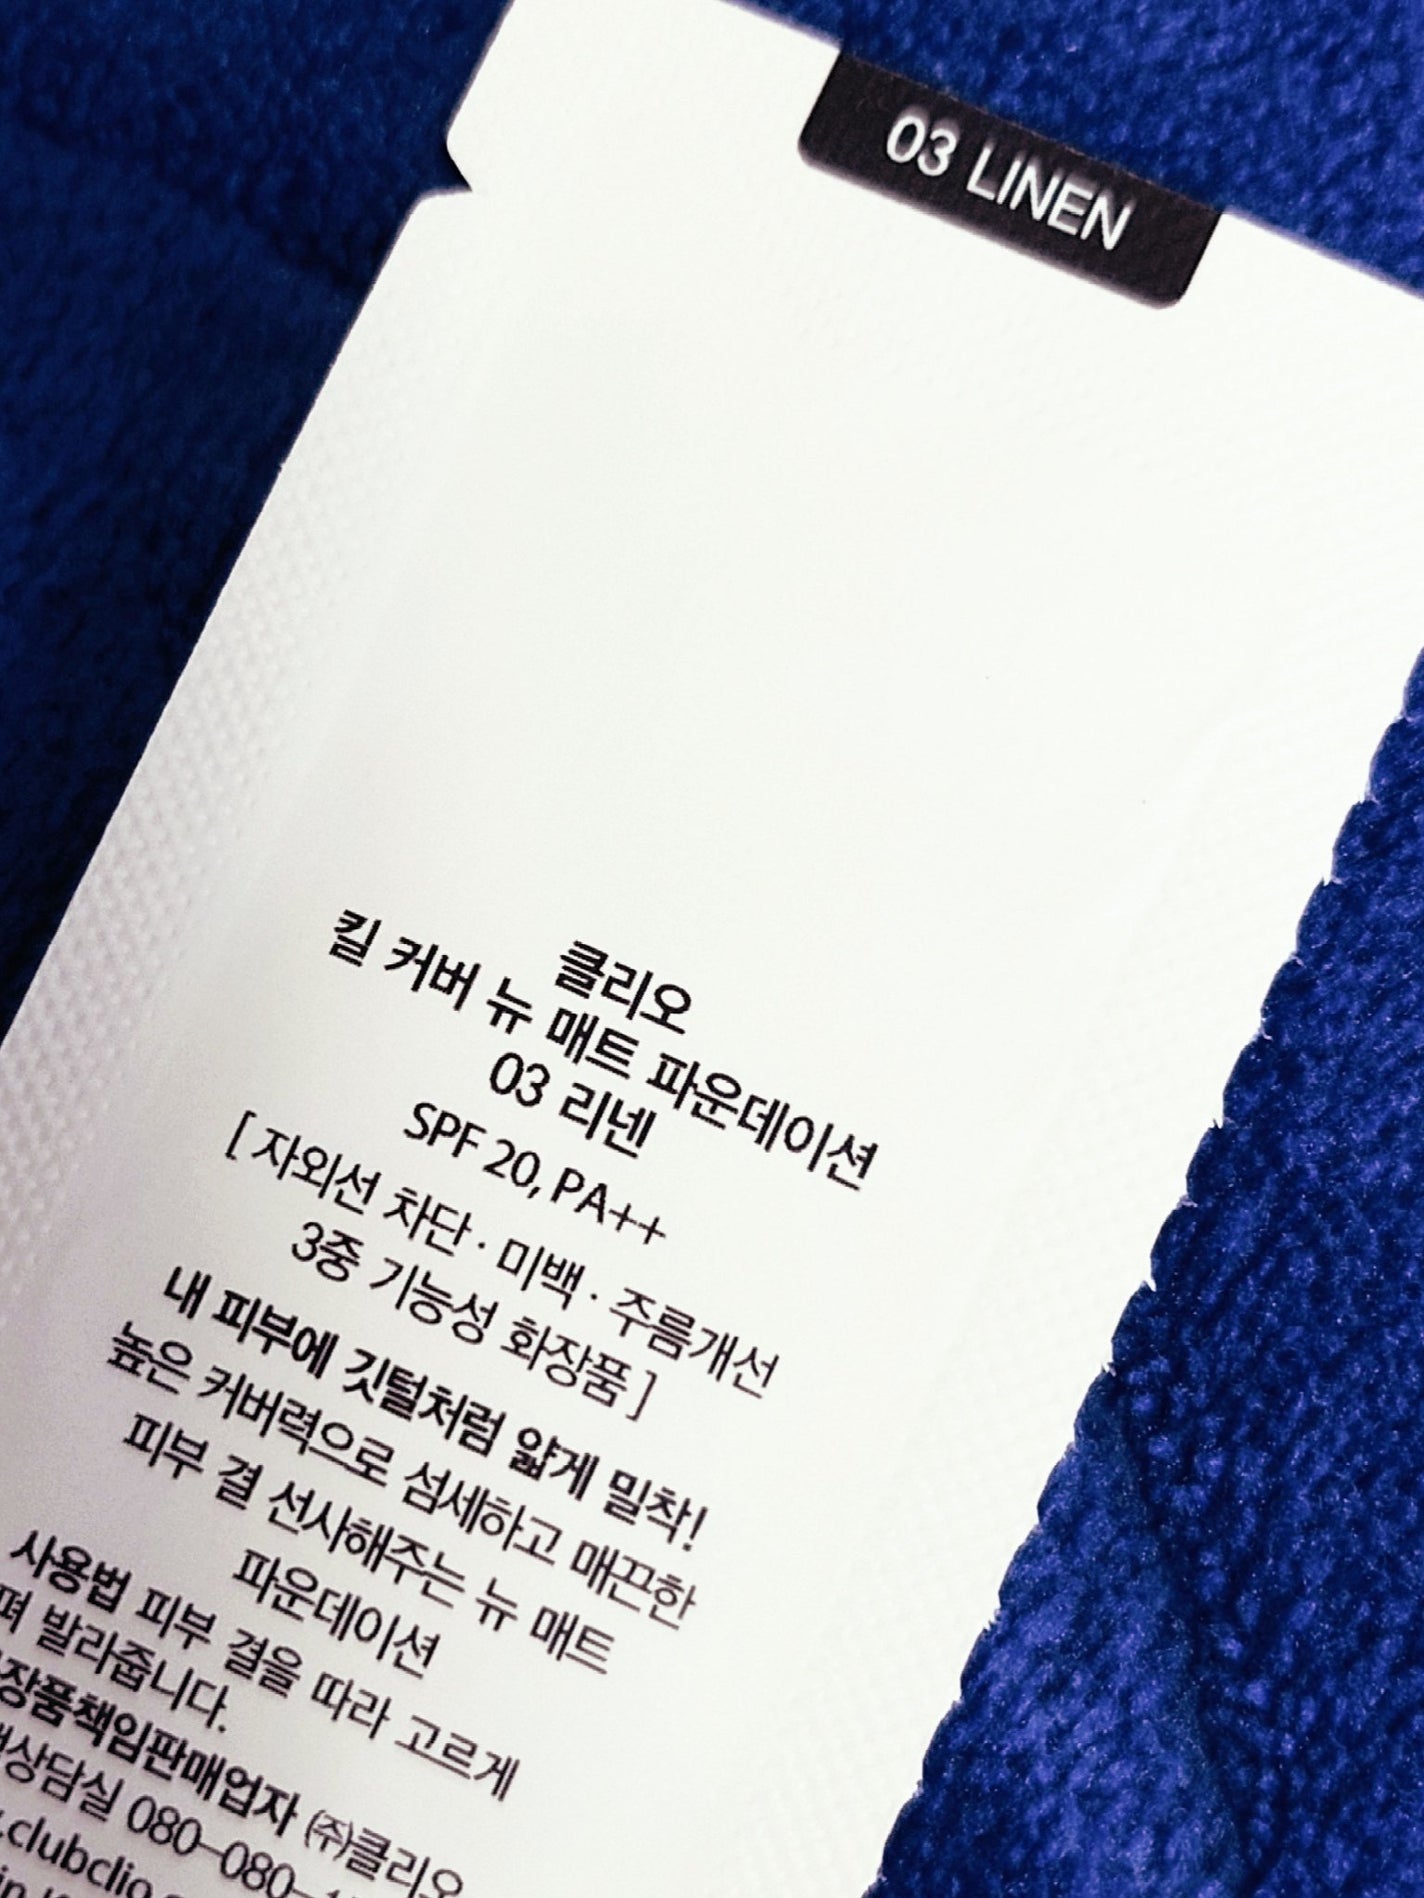 03 LINEN
클리오
킬 커버 뉴 매트 파운데이션
03 리넨
SPF 20, PA++
[ 자외선 차단 · 미백 · 주름개선
3중 기능성 화장품 ]
내 피부에 깃털처럼 얇게 밀착!
높은 커버력으로 섬세하고 매끈한
피부 결 선사해주는 뉴 매트
파운데이션
사용법 피부 결을 따라 고르게
펴 발라줍니다.
장품책임판매업자 ㈜클리오
상담실 080-080-
.clubclio